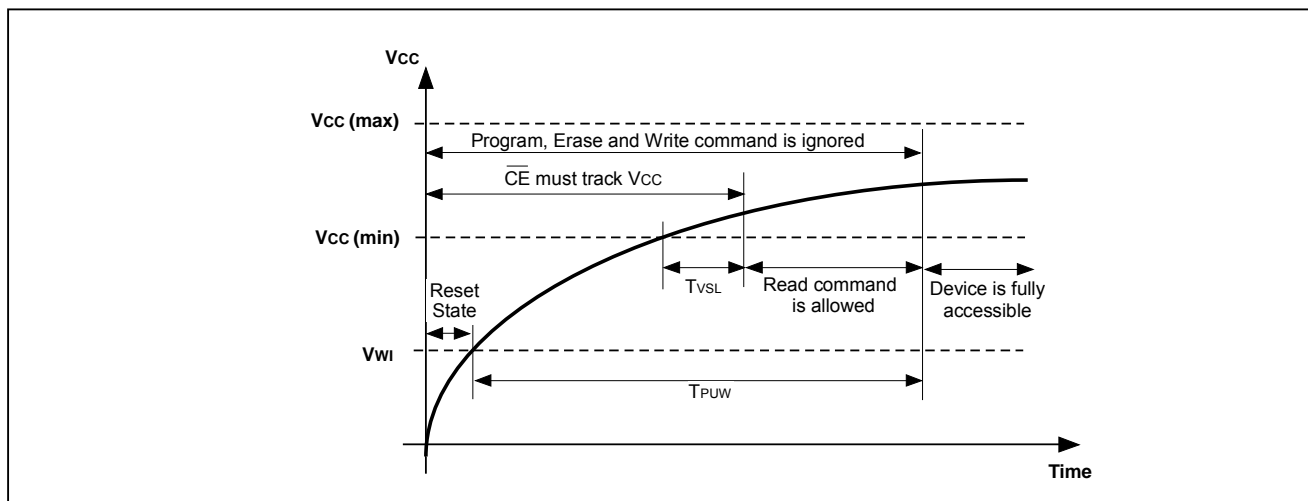 Vcc
Vcc (max)
Program, Erase and Write command is ignored
CE must track Vcc
Vcc (min)
Reset
State
TVSL
Read command
is allowed
Device is fully
accessible
VWI
TPUW
Time